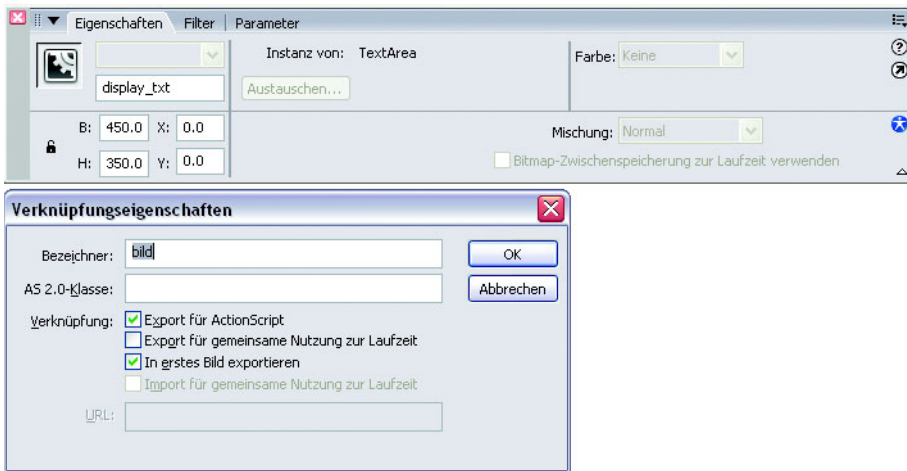 Eigenschaften Filter Parameter
Instanz von: TextArea Farbe: Keine
display_txt Austauschen...
B: 450.0 X: 0.0 Mischung: Normal
H: 350.0 Y: 0.0 Bitmap-Zwischenspeicherung zur Laufzeit verwenden
Verknüpfungseigenschaften
Bezeichner: bild OK
AS 2.0-Klasse: Abbrechen
Verknüpfung: Export für ActionScript
Export für gemeinsame Nutzung zur Laufzeit
In erstes Bild exportieren
Import für gemeinsame Nutzung zur Laufzeit
URL: